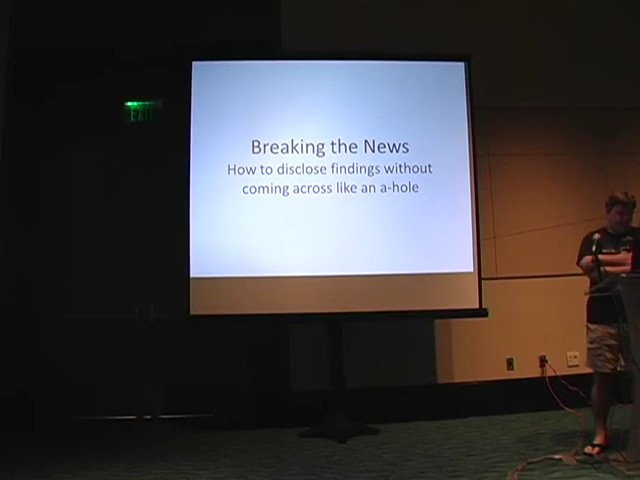 EXIT
Breaking the News
How to disclose findings without
coming across like an a-hole